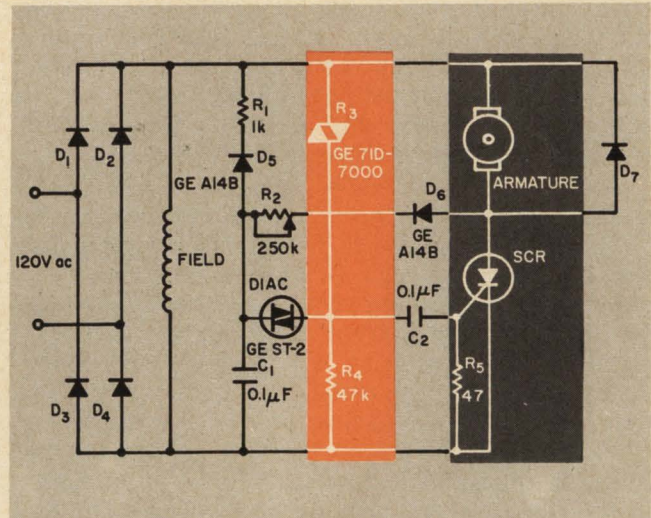 R1
1k
R3
D1
D2
D5
GE 71D-
7000
D7
GE A14B
R2
D6
ARMATURE
GE
A14B
250k
SCR
120V ac
FIELD
DIAC
0.1µF
GE ST-2
C2
C1
R4
R5
0.1µF
47k
47
D3
D4